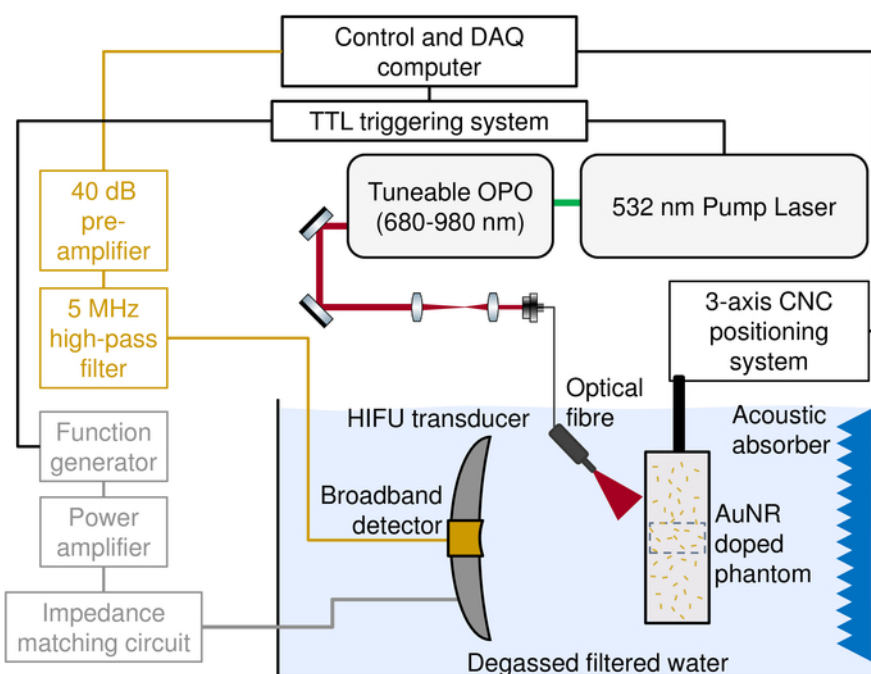 Control and DAQ
computer
TTL triggering system
40 dB
pre-
amplifier
Tuneable OPO
(680-980 nm)
532 nm Pump Laser
5 MHz
high-pass
filter
3-axis CNC
positioning
system
Optical
fibre
HIFU transducer
Acoustic
absorber
Function
generator
Broadband
detector
Power
amplifier
AuNR
doped
phantom
Impedance
matching circuit
Degassed filtered water